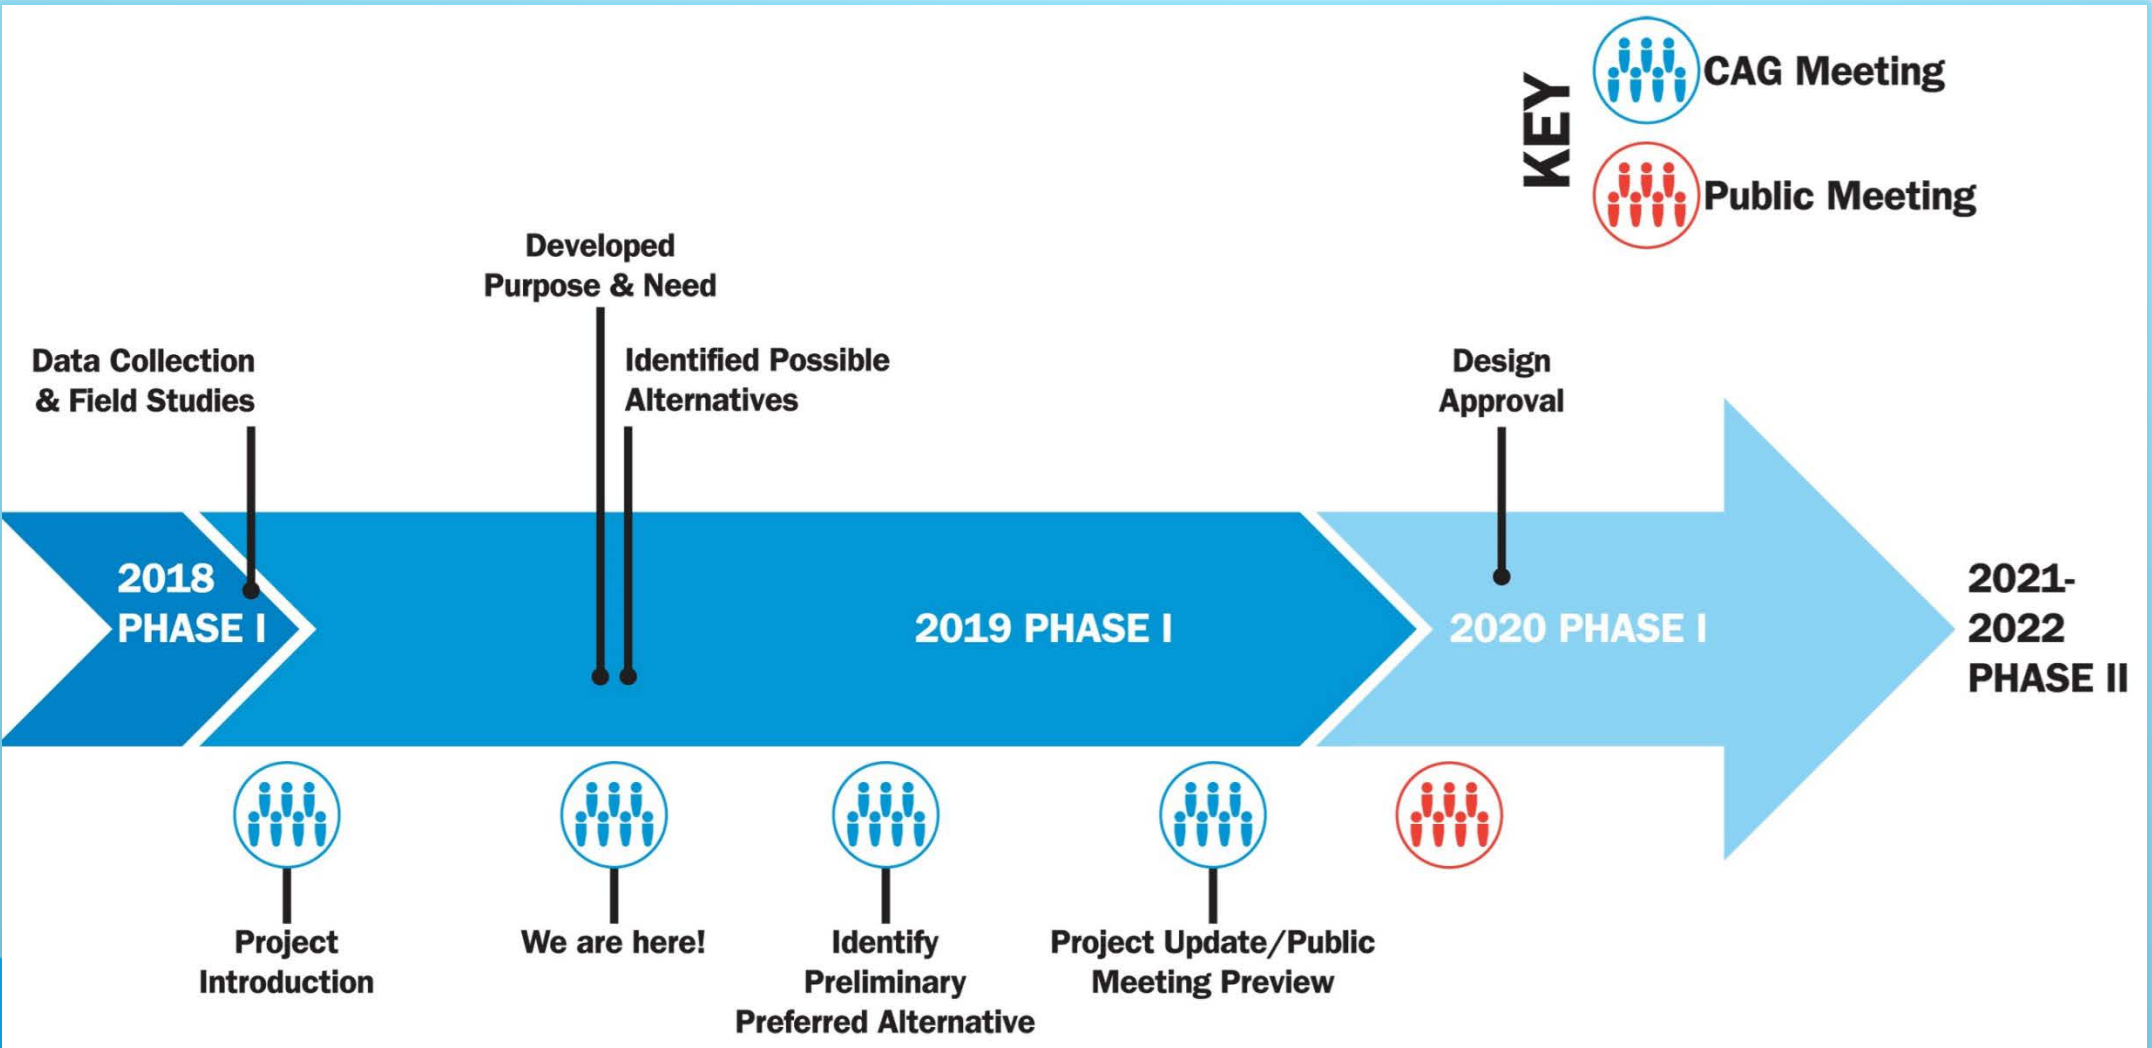 KEY
CAG Meeting
Public Meeting
Developed
Purpose & Need
Data Collection
& Field Studies
Identified Possible
Alternatives
Design
Approval
2018
PHASE I
2019 PHASE I
2020 PHASE I
2021-
2022
PHASE II
Project
Introduction
We are here!
Identify
Preliminary
Preferred Alternative
Project Update/Public
Meeting Preview